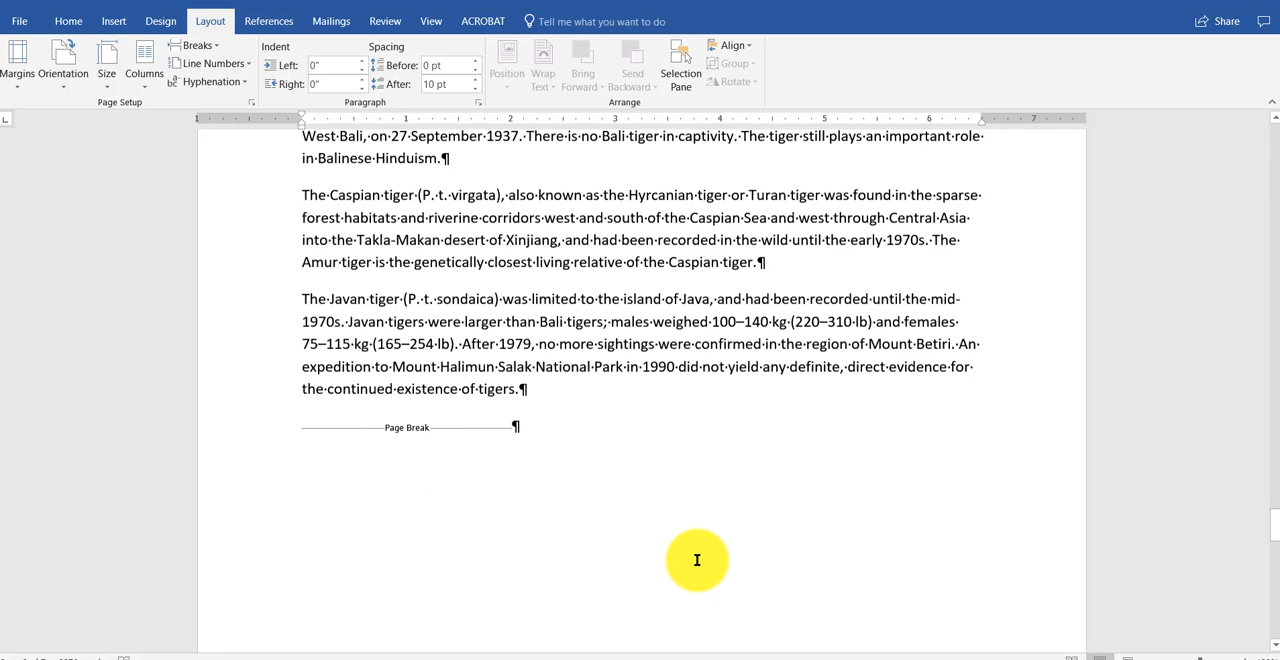 File Home Insert Design Layout References Mailings Review View ACROBAT Tell me what you want to do Share
Margins Orientation Size Columns
Breaks
Line Numbers
Hyphenation
Page Setup
Indent Spacing
Left: 0" Before: 0 pt
Right: 0" After: 10 pt
Paragraph
Position Wrap Text Bring Forward Send Backward Selection Pane
Align
Group
Rotate
Arrange
1 1 2 3 4 5 6 7
West Bali, on 27 September 1937. There is no Bali tiger in captivity. The tiger still plays an important role
in Balinese Hinduism.¶
The Caspian tiger (P. t. virgata), also known as the Hyrcanian tiger or Turan tiger was found in the sparse
forest habitats and riverine corridors west and south of the Caspian Sea and west through Central Asia
into the Takla-Makan desert of Xinjiang, and had been recorded in the wild until the early 1970s. The
Amur tiger is the genetically closest living relative of the Caspian tiger.¶
The Javan tiger (P. t. sondaica) was limited to the island of Java, and had been recorded until the mid-
1970s. Javan tigers were larger than Bali tigers; males weighed 100–140 kg (220–310 lb) and females
75–115 kg (165–254 lb). After 1979, no more sightings were confirmed in the region of Mount Betiri. An
expedition to Mount Halimun Salak National Park in 1990 did not yield any definite, direct evidence for
the continued existence of tigers.¶
Page Break¶